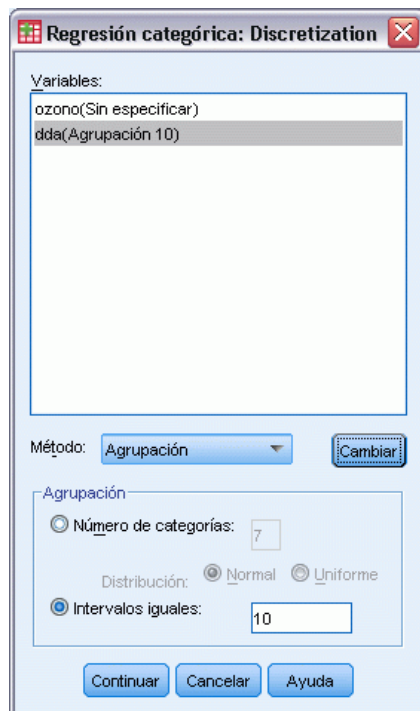 Regresión categórica: Discretization
Variables:
ozono(Sin especificar)
dda(Agrupación 10)
Método: Agrupación Cambiar
Agrupación
Número de categorías: 7
Distribución: Normal Uniforme
Intervalos iguales: 10
Continuar Cancelar Ayuda